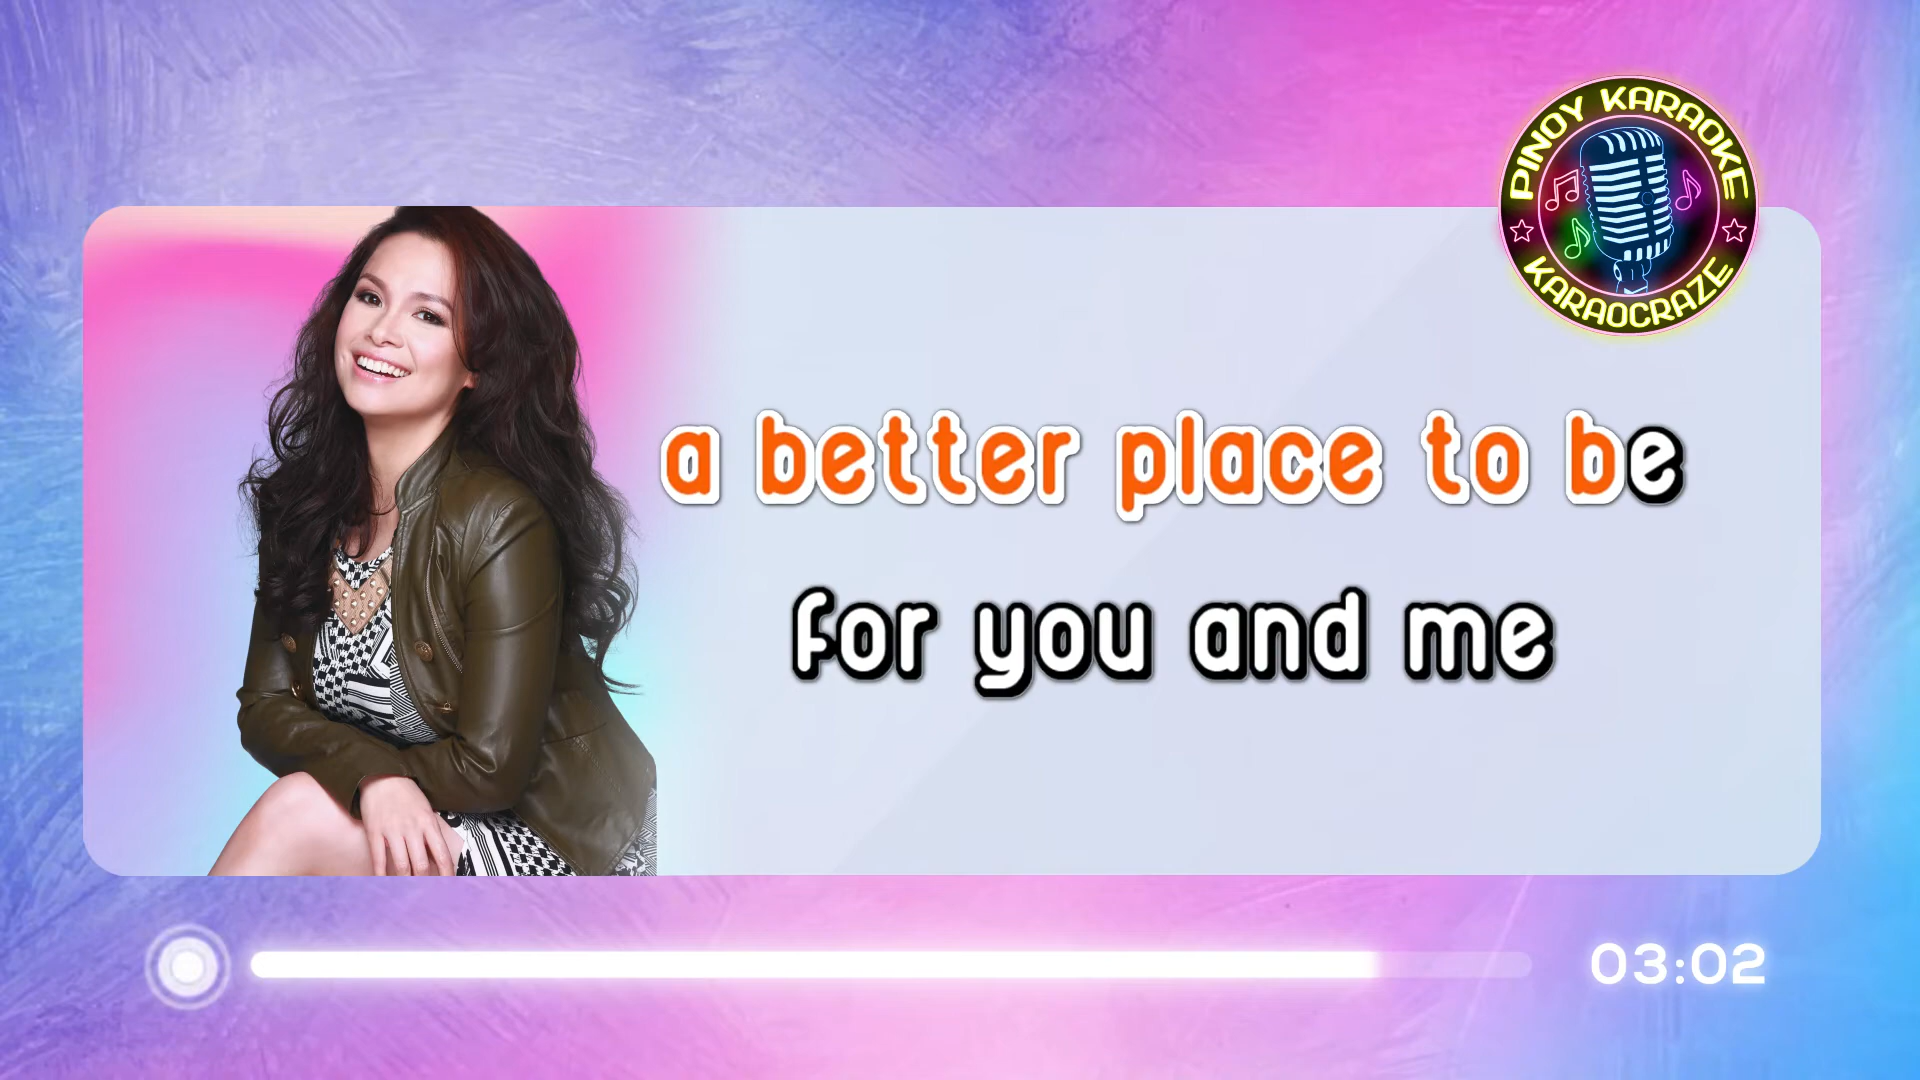 PINOY KARAOKE
KARAOCRAZE
a better place to be
for you and me
03:02